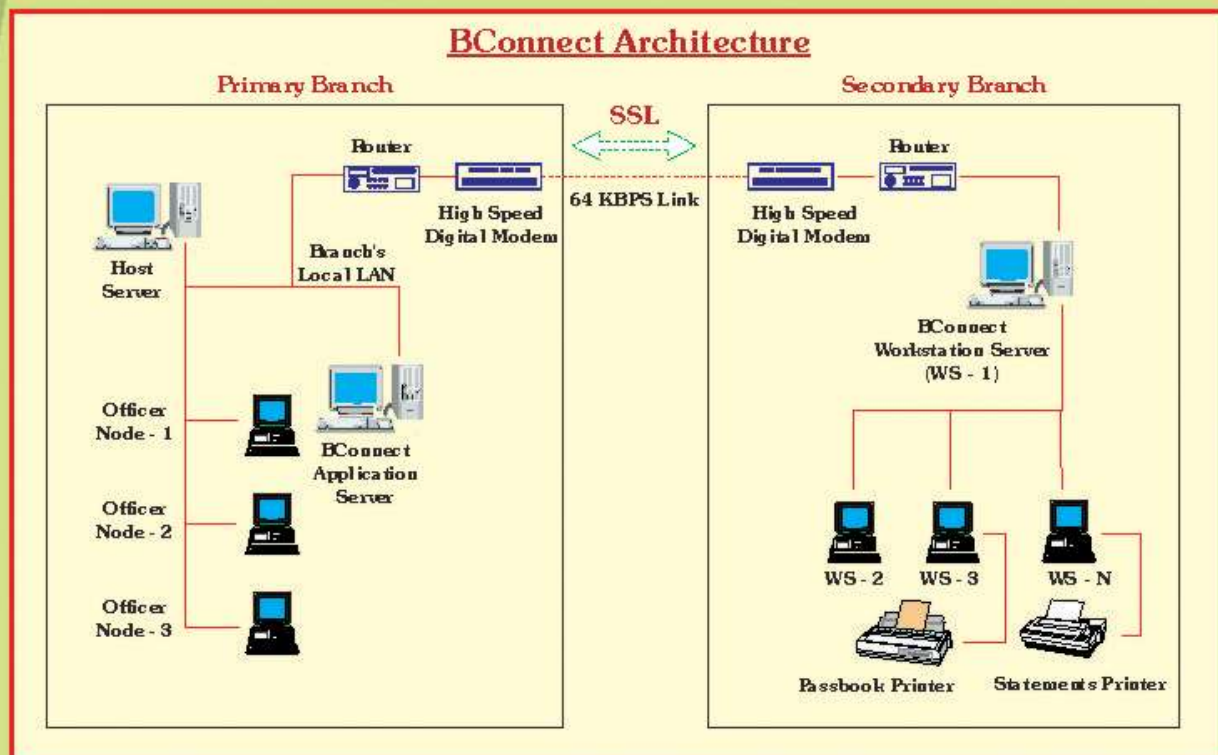 BConnect Architecture
Primary Branch
Secondary Branch
SSL
Router
Router
64 KBPS Link
High Speed
Digital Modem
High Speed
Digital Modem
Host
Server
Branch's
Local LAN
BConnect
Workstation Server
(WS - 1)
Officer
Node - 1
BConnect
Application
Server
Officer
Node - 2
WS - 2
WS - 3
WS - N
Officer
Node - 3
Passbook Printer
Statements Printer